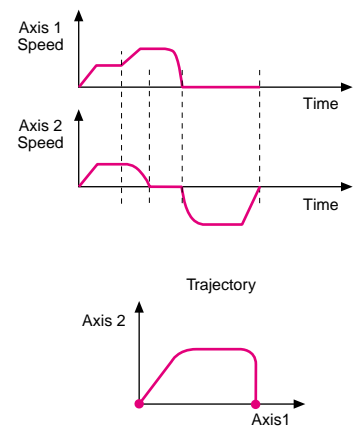 Axis 1
Speed
Time
Axis 2
Speed
Time
Trajectory
Axis 2
Axis1